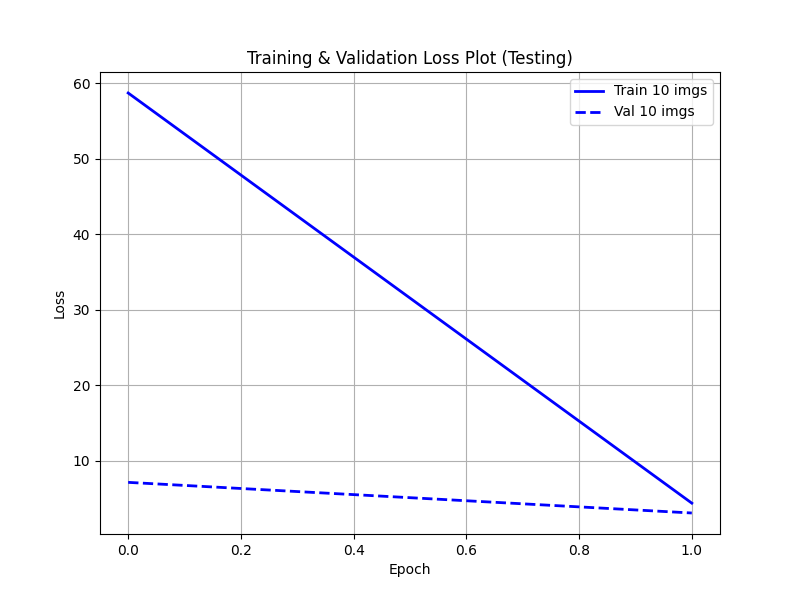 Training & Validation Loss Plot (Testing)
Train 10 imgs
Val 10 imgs
60
50
40
30
20
10
Loss
0.0 0.2 0.4 0.6 0.8 1.0
Epoch